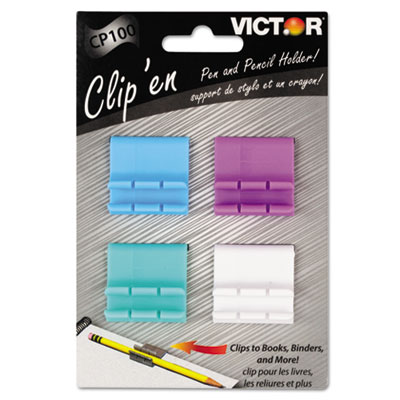 CP100
VICTOR
Clip'en
Pen and Pencil Holder!
support de stylo et un crayon!
Clips to Books, Binders,
and More!
clip pour les livres,
les reliures et plus